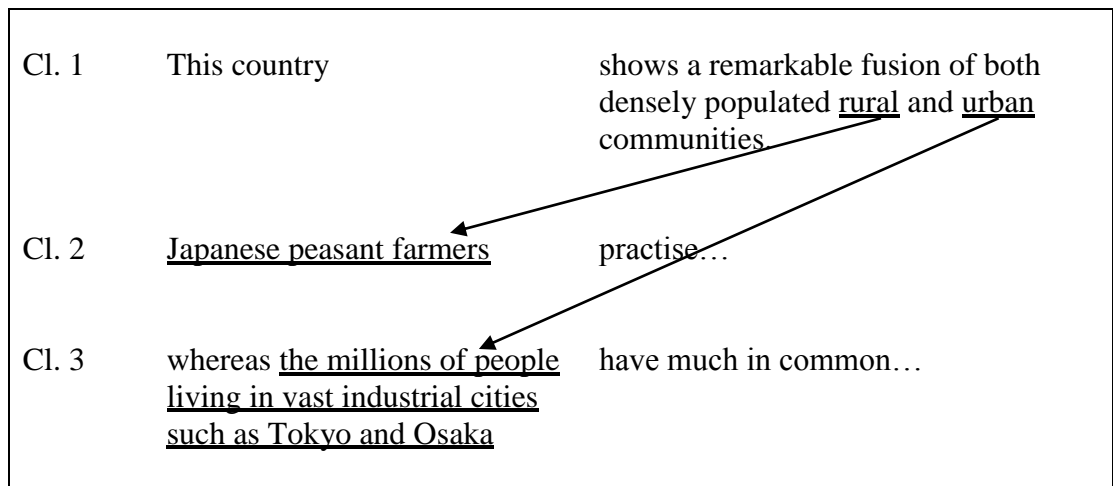 Cl. 1 This country shows a remarkable fusion of both
densely populated rural and urban
communities.
Cl. 2 Japanese peasant farmers practise…
Cl. 3 whereas the millions of people have much in common…
living in vast industrial cities
such as Tokyo and Osaka